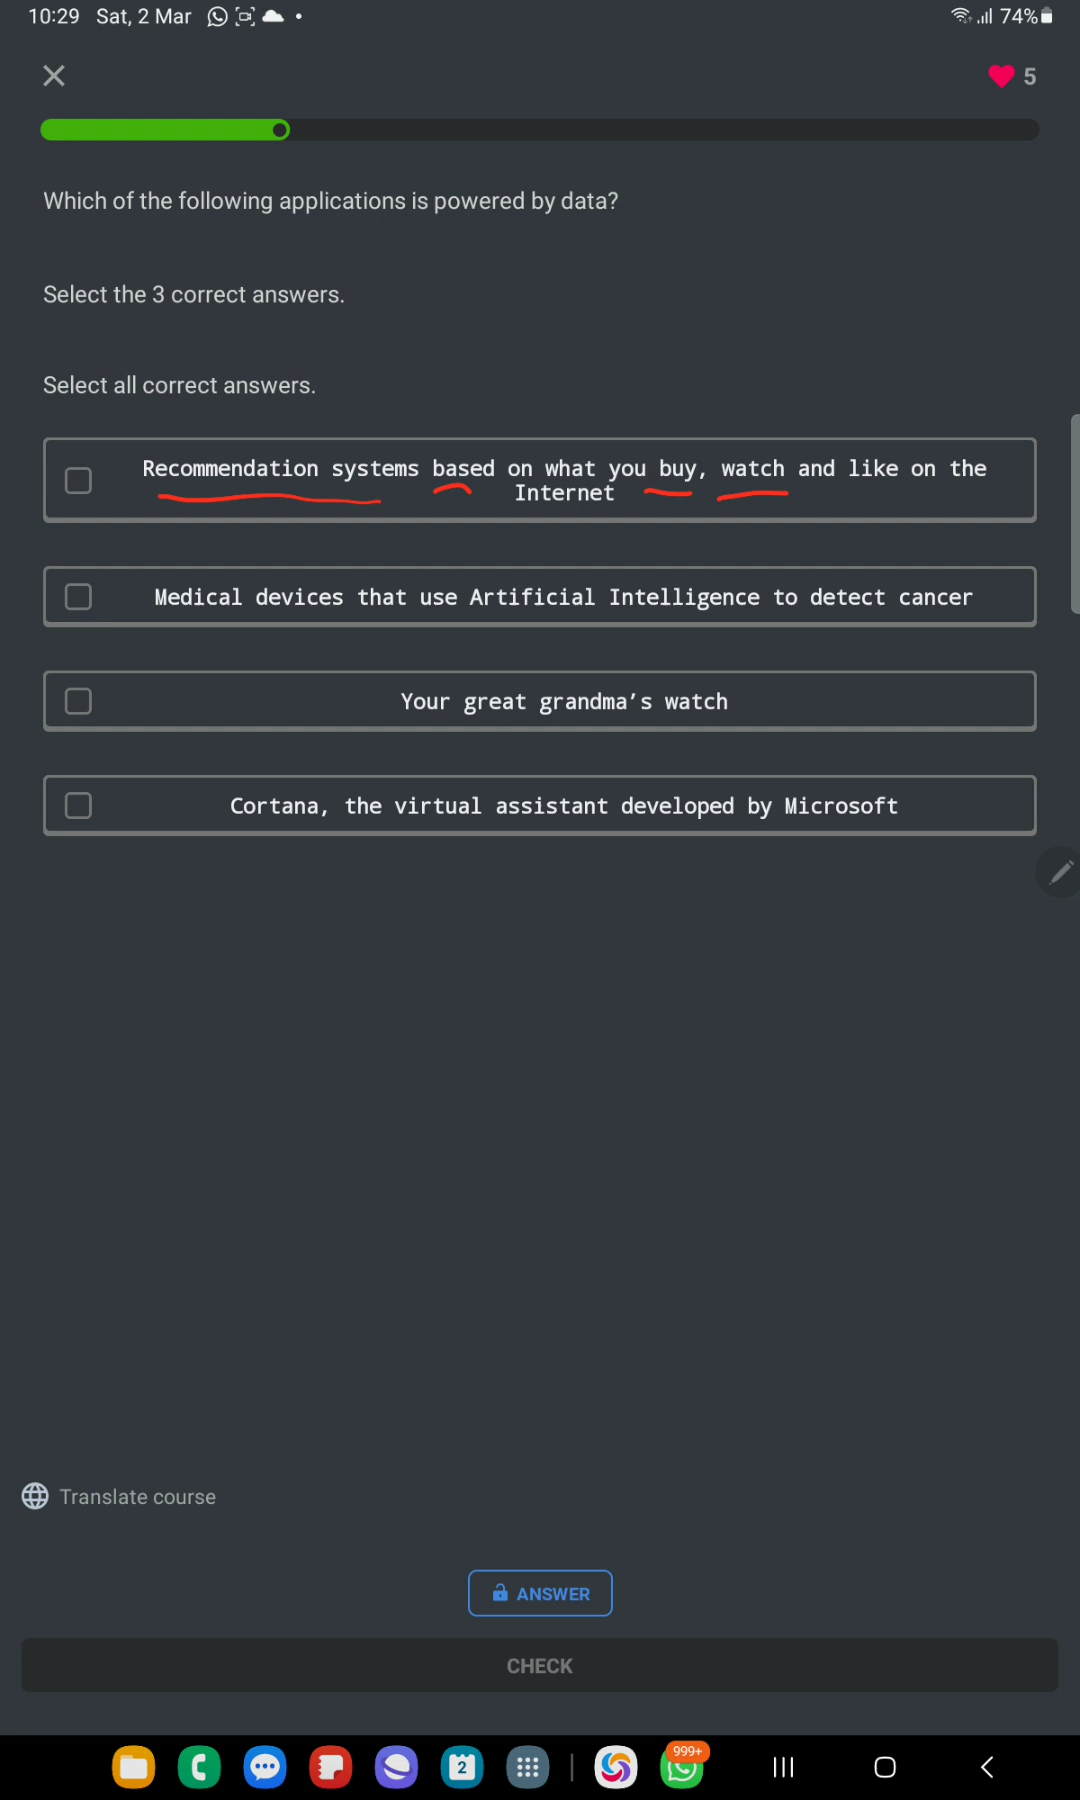 10:29 Sat, 2 Mar
74%
5
Which of the following applications is powered by data?
Select the 3 correct answers.
Select all correct answers.
Recommendation systems based on what you buy, watch and like on the
Internet
Medical devices that use Artificial Intelligence to detect cancer
Your great grandma’s watch
Cortana, the virtual assistant developed by Microsoft
Translate course
ANSWER
CHECK
2
999+